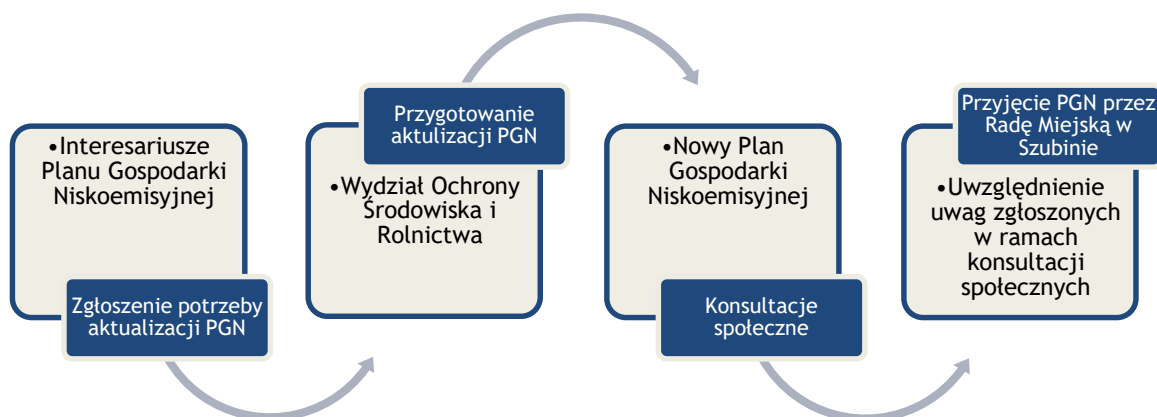 •Interesariusze
Planu Gospodarki
Niskoemisyjnej
Zgłoszenie potrzeby
aktualizacji PGN
Przygotowanie
aktulizacji PGN
•Wydział Ochrony
Środowiska i
Rolnictwa
•Nowy Plan
Gospodarki
Niskoemisyjnej
Konsultacje
społeczne
Przyjęcie PGN przez
Radę Miejską w
Szubinie
•Uwzględnienie
uwag zgłoszonych
w ramach
konsultacji
społecznych